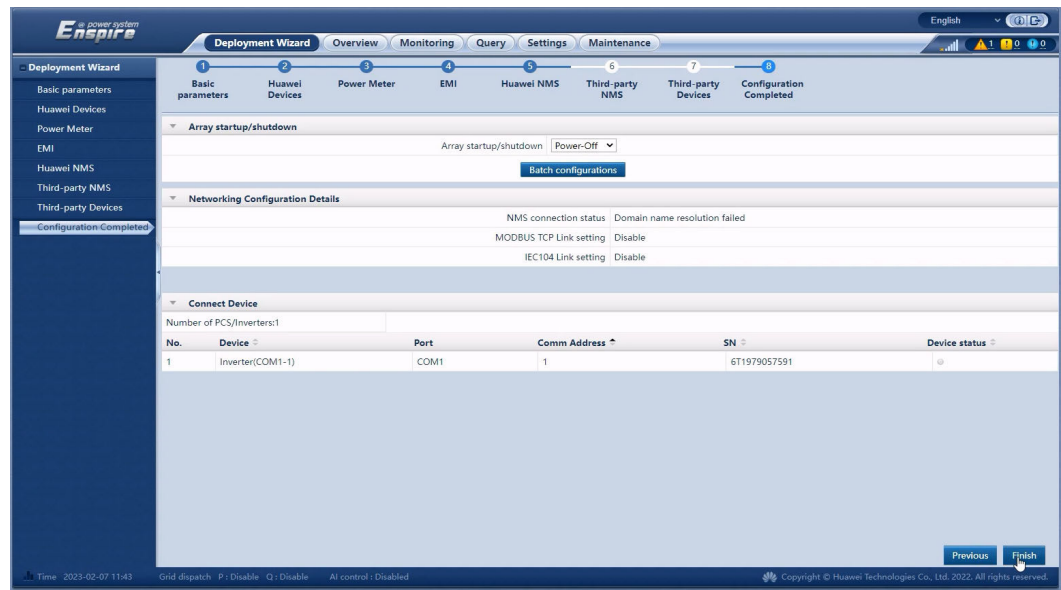 Enspire
@ power system
English
Deployment Wizard
Overview
Monitoring
Query
Settings
Maintenance
1
0
0
Deployment Wizard
Basic parameters
Huawei Devices
Power Meter
EMI
Huawei NMS
Third-party NMS
Third-party Devices
Configuration Completed
1
2
3
4
5
6
7
8
Basic
parameters
Huawei
Devices
Power Meter
EMI
Huawei NMS
Third-party
NMS
Third-party
Devices
Configuration
Completed
Array startup/shutdown
Array startup/shutdown Power-Off
Batch configurations
Networking Configuration Details
NMS connection status Domain name resolution failed
MODBUS TCP Link setting Disable
IEC104 Link setting Disable
Connect Device
Number of PCS/Inverters:1
No. Device Port Comm Address SN Device status
1 Inverter(COM1-1) COM1 1 6T1979057591
Previous Finish
Time 2023-02-07 11:43 Grid dispatch P : Disable Q : Disable AI control : Disabled Copyright © Huawei Technologies Co., Ltd. 2022. All rights reserved.